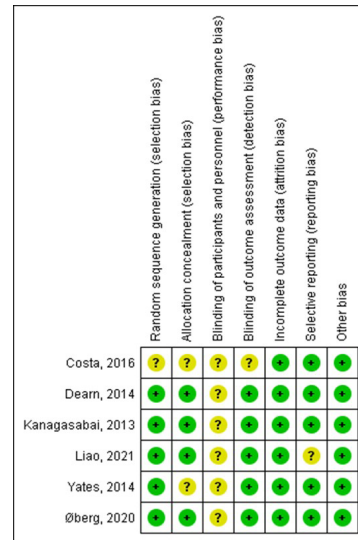 Random sequence generation (selection bias)
Allocation concealment (selection bias)
Blinding of participants and personnel (performance bias)
Blinding of outcome assessment (detection bias)
Incomplete outcome data (attrition bias)
Selective reporting (reporting bias)
Other bias
Costa, 2016 ? ? ? ? + + +
Dearn, 2014 + + ? + + + +
Kanagasabai, 2013 + + ? + + + +
Liao, 2021 + + ? + + ? +
Yates, 2014 + ? ? + + + +
Øberg, 2020 + + ? + + + +